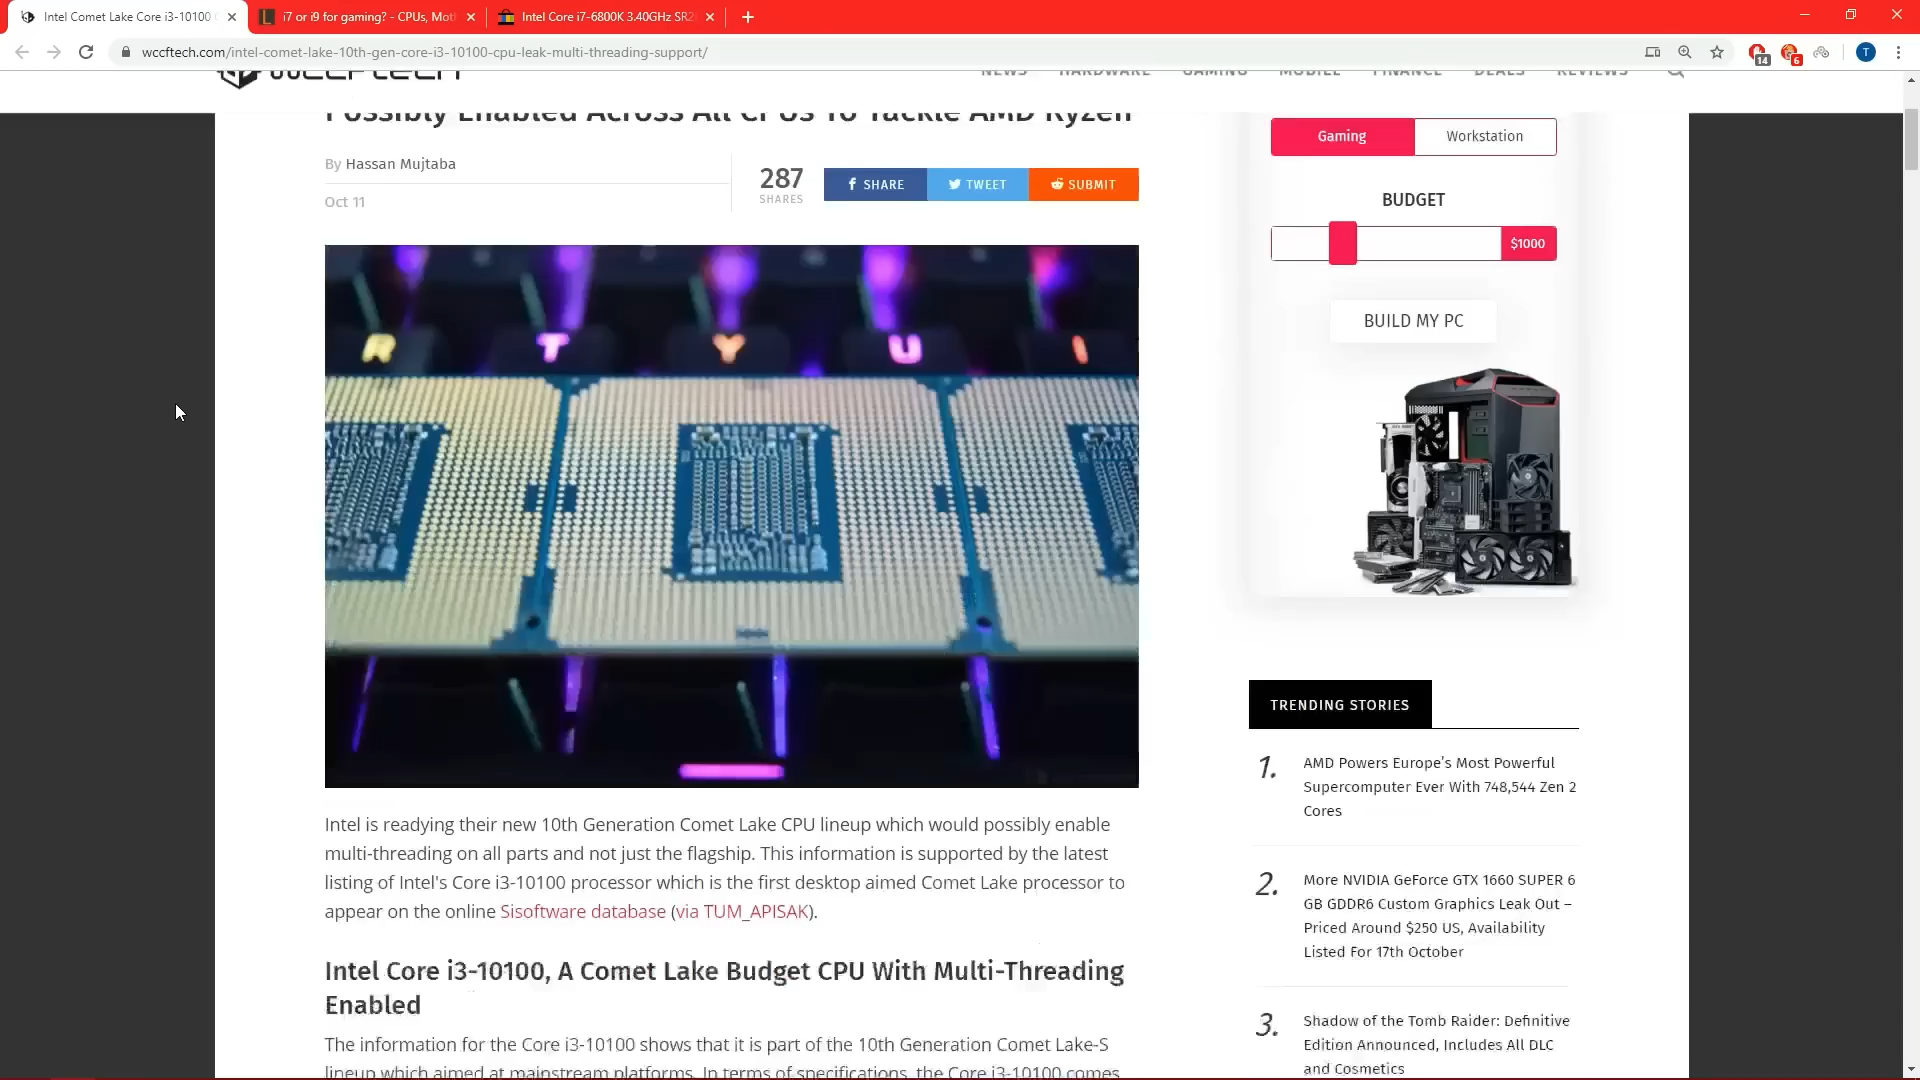 Intel Comet Lake Core i3-10100
i7 or i9 for gaming? - CPUs, Mot
Intel Core i7-6800K 3.40GHz SR2
wccftech.com/intel-comet-lake-10th-gen-core-i3-10100-cpu-leak-multi-threading-support/
14
6
T
WCCFTECH
NEWS HARDWARE GAMING MOBILE FINANCE DEALS REVIEWS
Possibly Enabled Across All CPUs To Tackle AMD Ryzen
By Hassan Mujtaba
Oct 11
287
SHARES
SHARE
TWEET
SUBMIT
R T Y U I
Intel is readying their new 10th Generation Comet Lake CPU lineup which would possibly enable
multi-threading on all parts and not just the flagship. This information is supported by the latest
listing of Intel's Core i3-10100 processor which is the first desktop aimed Comet Lake processor to
appear on the online Sisoftware database (via TUM_APISAK).
Intel Core i3-10100, A Comet Lake Budget CPU With Multi-Threading
Enabled
The information for the Core i3-10100 shows that it is part of the 10th Generation Comet Lake-S
lineup which aimed at mainstream platforms. In terms of specifications, the Core i3-10100 comes
Gaming
Workstation
BUDGET
$1000
BUILD MY PC
TRENDING STORIES
1.
AMD Powers Europe's Most Powerful
Supercomputer Ever With 748,544 Zen 2
Cores
2.
More NVIDIA GeForce GTX 1660 SUPER 6
GB GDDR6 Custom Graphics Leak Out –
Priced Around $250 US, Availability
Listed For 17th October
3.
Shadow of the Tomb Raider: Definitive
Edition Announced, Includes All DLC
and Cosmetics